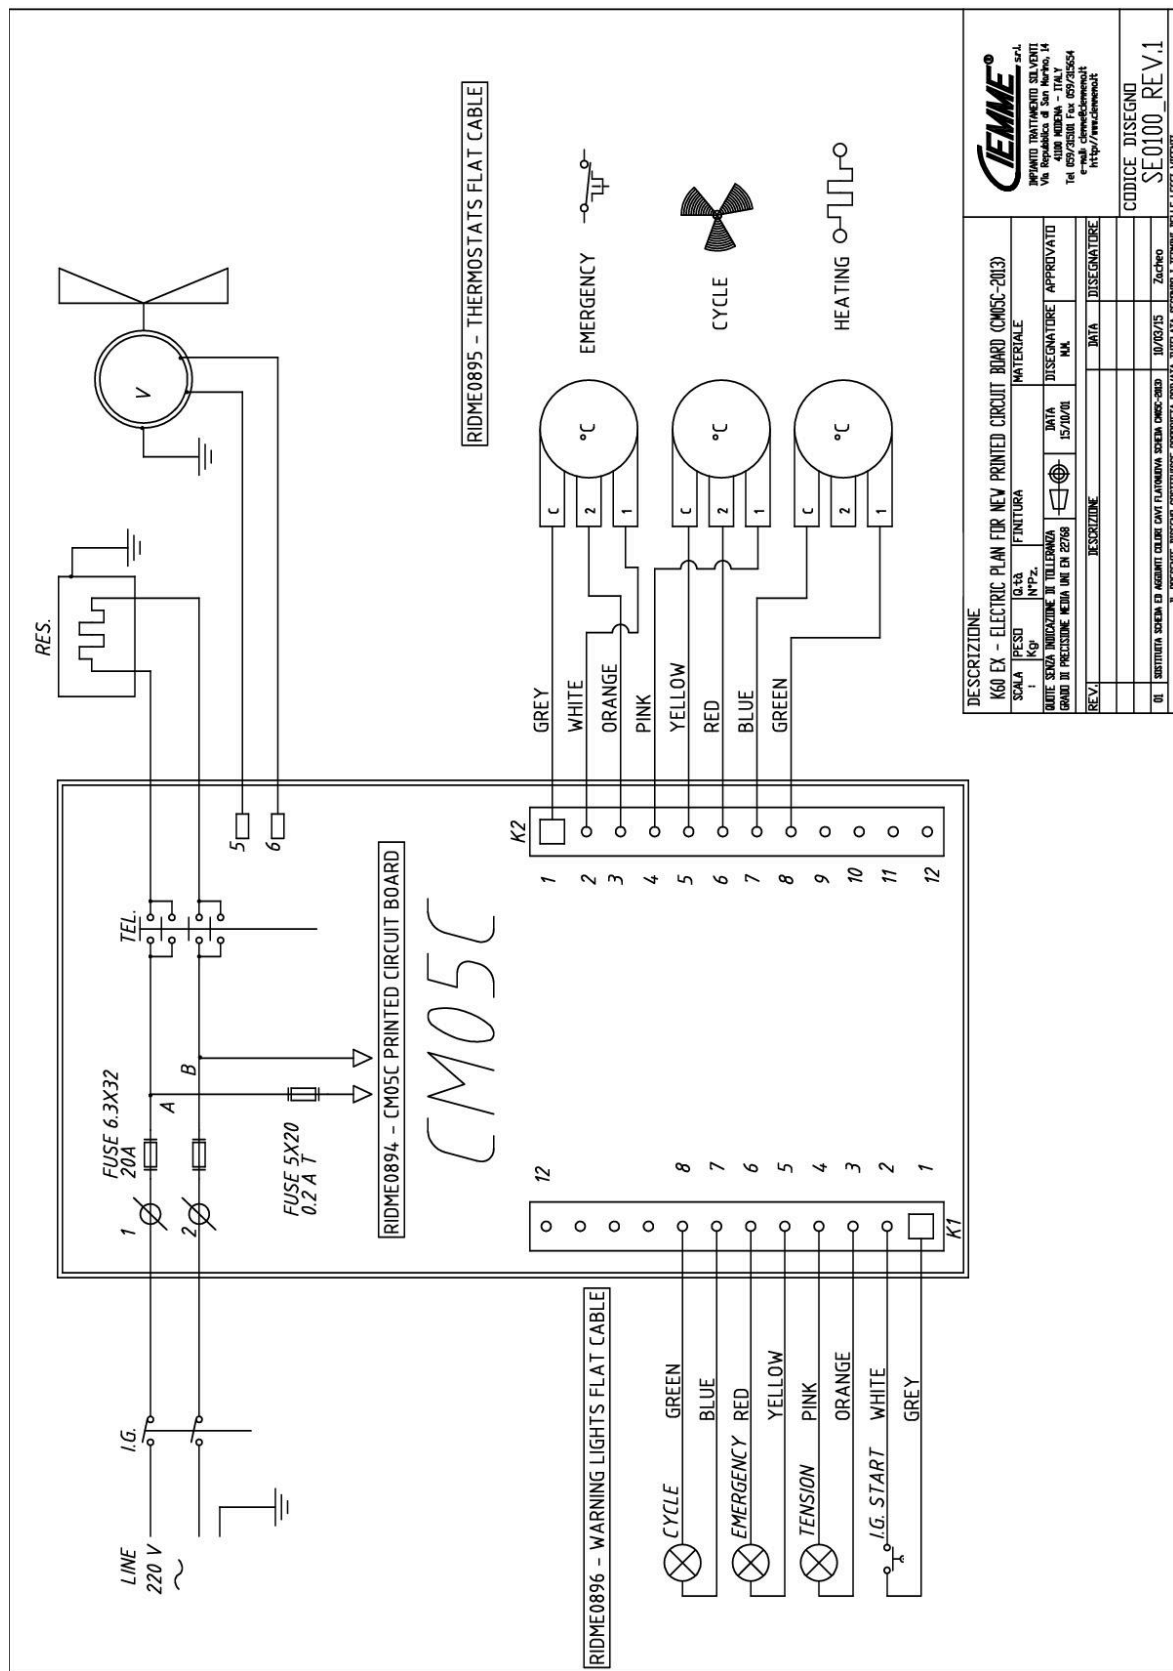 LINE
220 V
I.G.
1
2
FUSE 6.3X32
20A
A
B
FUSE 5X20
0.2 A T
TEL.
RES.
5
6
V
RIDME0894 - CM05C PRINTED CIRCUIT BOARD
CM05C
RIDME0895 - THERMOSTATS FLAT CABLE
RIDME0896 - WARNING LIGHTS FLAT CABLE
CYCLE
GREEN
BLUE
EMERGENCY
RED
YELLOW
TENSION
PINK
ORANGE
I.G. START
WHITE
GREY
12
8
7
6
5
4
3
2
1
K1
K2
1
2
3
4
5
6
7
8
9
10
11
12
GREY
WHITE
ORANGE
PINK
YELLOW
RED
BLUE
GREEN
C
2
1
°C
EMERGENCY
C
2
1
°C
CYCLE
C
2
1
°C
HEATING
DESCRIZIONE
K60 EX - ELECTRIC PLAN FOR NEW PRINTED CIRCUIT BOARD (CM05C-2013)
SCALA
:
PESO
Kg:
Q.tà
N°Pz.
FINITURA
MATERIALE
QUOTE SENZA INDICAZIONE DI TOLLERANZA
GRADO DI PRECISIONE MEDIA UNI EN 22768
DATA
15/10/01
DISEGNATORE
M.M.
APPROVATO
REV.
DESCRIZIONE
DATA
DISEGNATORE
01
10/03/15
Zacheo
CIEMME® s.r.l.
IMPIANTO TRATTAMENTO SOLVENTI
Via Repubblica di San Marino, 14
41100 MODENA - ITALY
Tel 059/315101 Fax 059/315654
CODICE DISEGNO
SE0100_REV.1